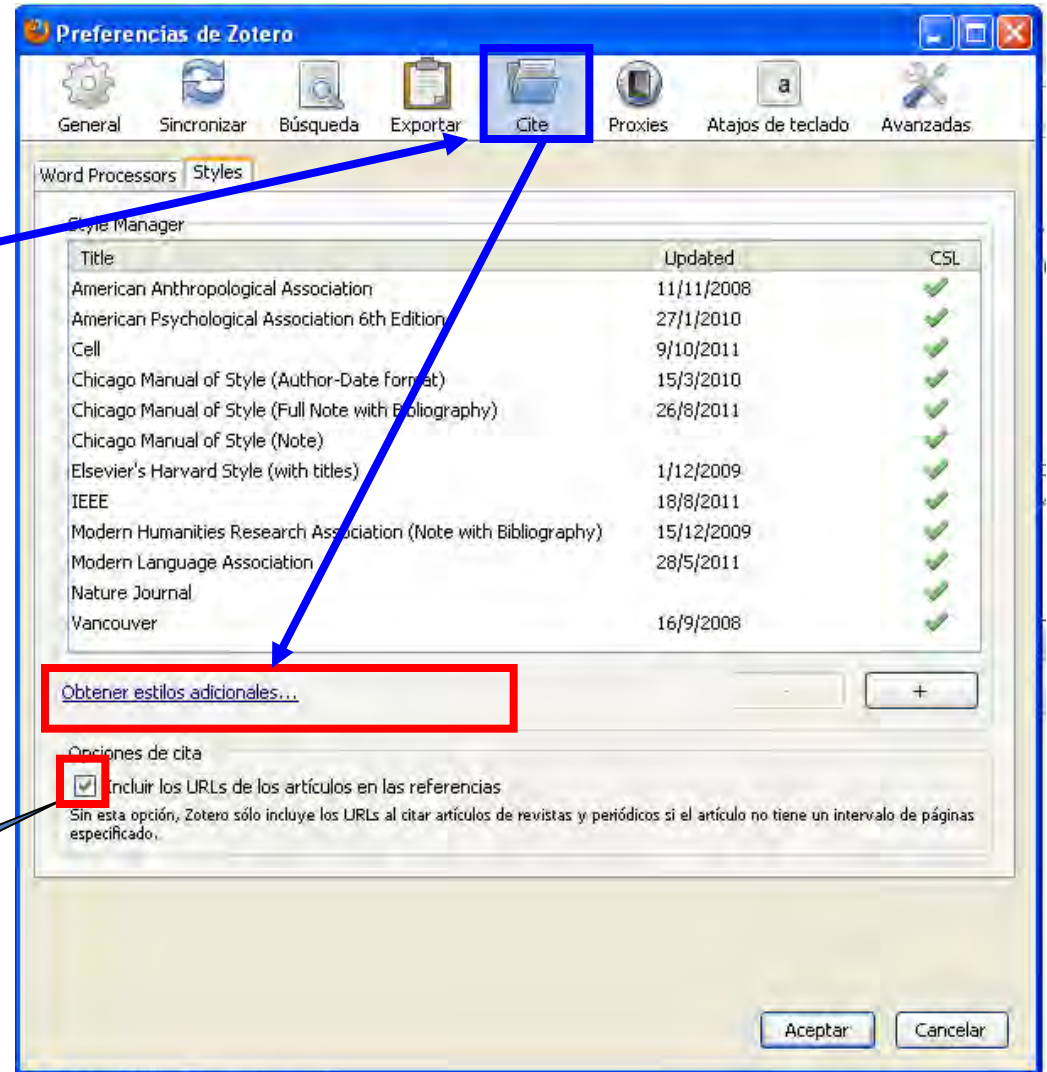 Preferencias de Zotero
General Sincronizar Búsqueda Exportar Cite Proxies a Atajos de teclado Avanzadas
Word Processors Styles
Style Manager
Title Updated CSL
American Anthropological Association 11/11/2008
American Psychological Association 6th Edition 27/1/2010
Cell 9/10/2011
Chicago Manual of Style (Author-Date format) 15/3/2010
Chicago Manual of Style (Full Note with Bibliography) 26/8/2011
Chicago Manual of Style (Note)
Elsevier's Harvard Style (with titles) 1/12/2009
IEEE 18/8/2011
Modern Humanities Research Association (Note with Bibliography) 15/12/2009
Modern Language Association 28/5/2011
Nature Journal
Vancouver 16/9/2008
Obtener estilos adicionales... - +
Opciones de cita
Incluir los URLs de los artículos en las referencias
Sin esta opción, Zotero sólo incluye los URLs al citar artículos de revistas y periódicos si el artículo no tiene un intervalo de páginas
especificado.
Aceptar Cancelar